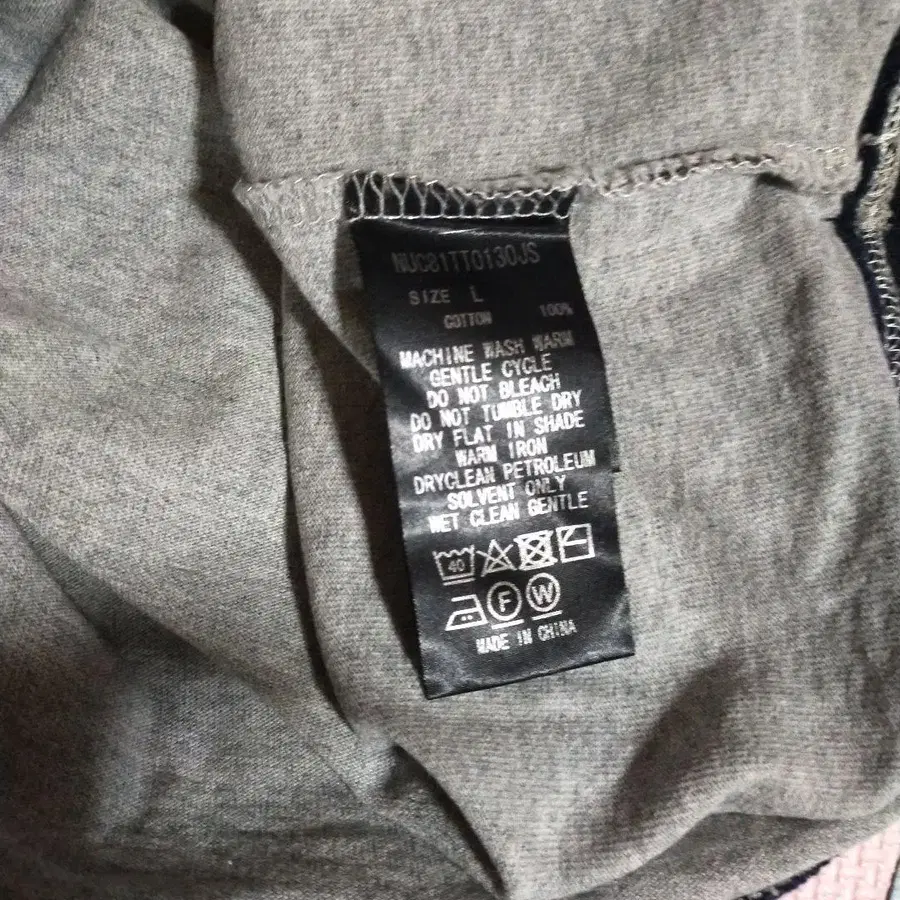 NUC81TT0130JS
SIZE L
COTTON 100%
MACHINE WASH WARM
GENTLE CYCLE
DO NOT BLEACH
DO NOT TUMBLE DRY
DRY FLAT IN SHADE
WARM IRON
DRYCLEAN PETROLEUM
SOLVENT ONLY
WET CLEAN GENTLE
40
F W
MADE IN CHINA